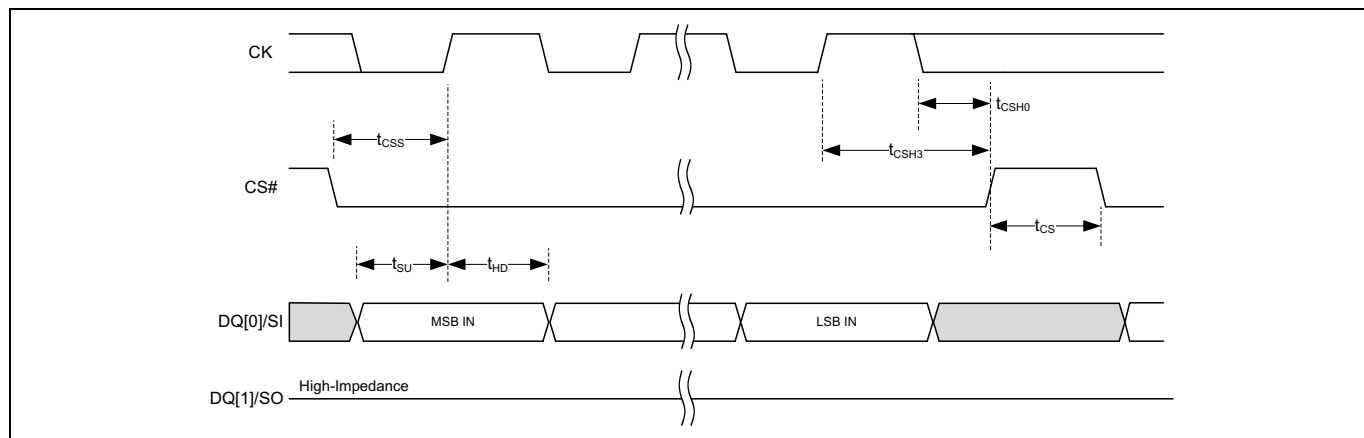 CK
tCSH0
tCSS
tCSH3
CS#
tCS
tSU
tHD
DQ[0]/SI
MSB IN
LSB IN
High-Impedance
DQ[1]/SO